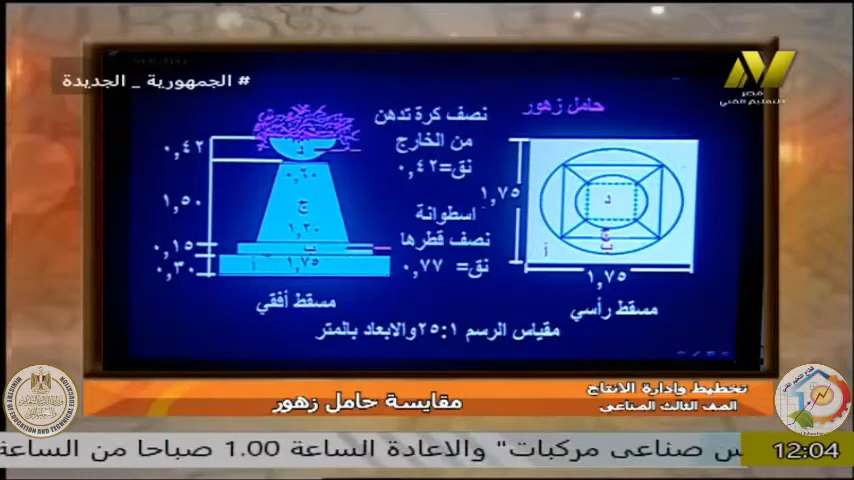 # الجمهورية _ الجديدة
مصر
التعليم الفني
حامل زهور
نصف كرة تدهن
من الخارج
نق=٠,٤٢
اسطوانة
نصف قطرها
نق= ٠,٧٧
٠,٤٢
١,٥٠
٠,١٥
٠,٣٠
د
٠,٦٠
ج
١,٢٠
ب
أ ١,٧٥
١,٧٥
د
ج
ب
أ
١,٧٥
مسقط أفقي
مسقط رأسي
مقياس الرسم ٢٥:١ والابعاد بالمتر
تخطيط وإدارة الانتاج
الصف الثالث الصناعى
مقايسة حامل زهور
س صناعى مركبات" والاعادة الساعة 1.00 صباحا من الساعة
12:04